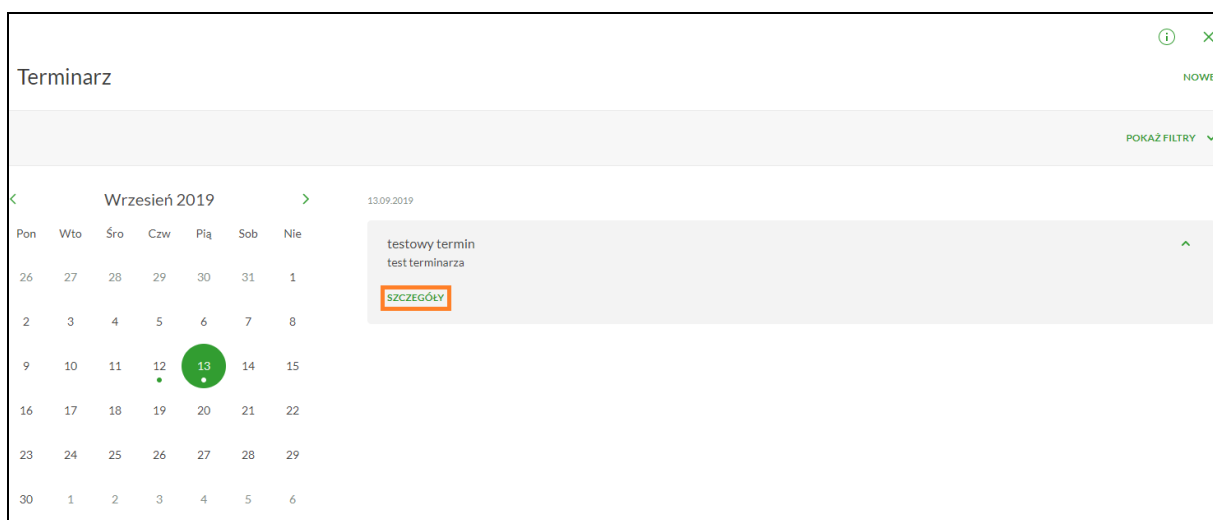 Terminarz
NOWE
POKAŻ FILTRY
Wrzesień 2019
Pon Wto Śro Czw Pią Sob Nie
26 27 28 29 30 31 1
2 3 4 5 6 7 8
9 10 11 12 13 14 15
16 17 18 19 20 21 22
23 24 25 26 27 28 29
30 1 2 3 4 5 6
13.09.2019
testowy termin
test terminarza
SZCZEGÓŁY